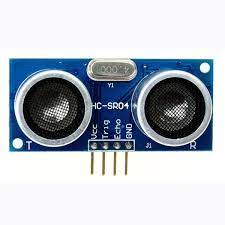 Y1
HC-SR04
Vcc
Trig
Echo
GND
T
J1
R